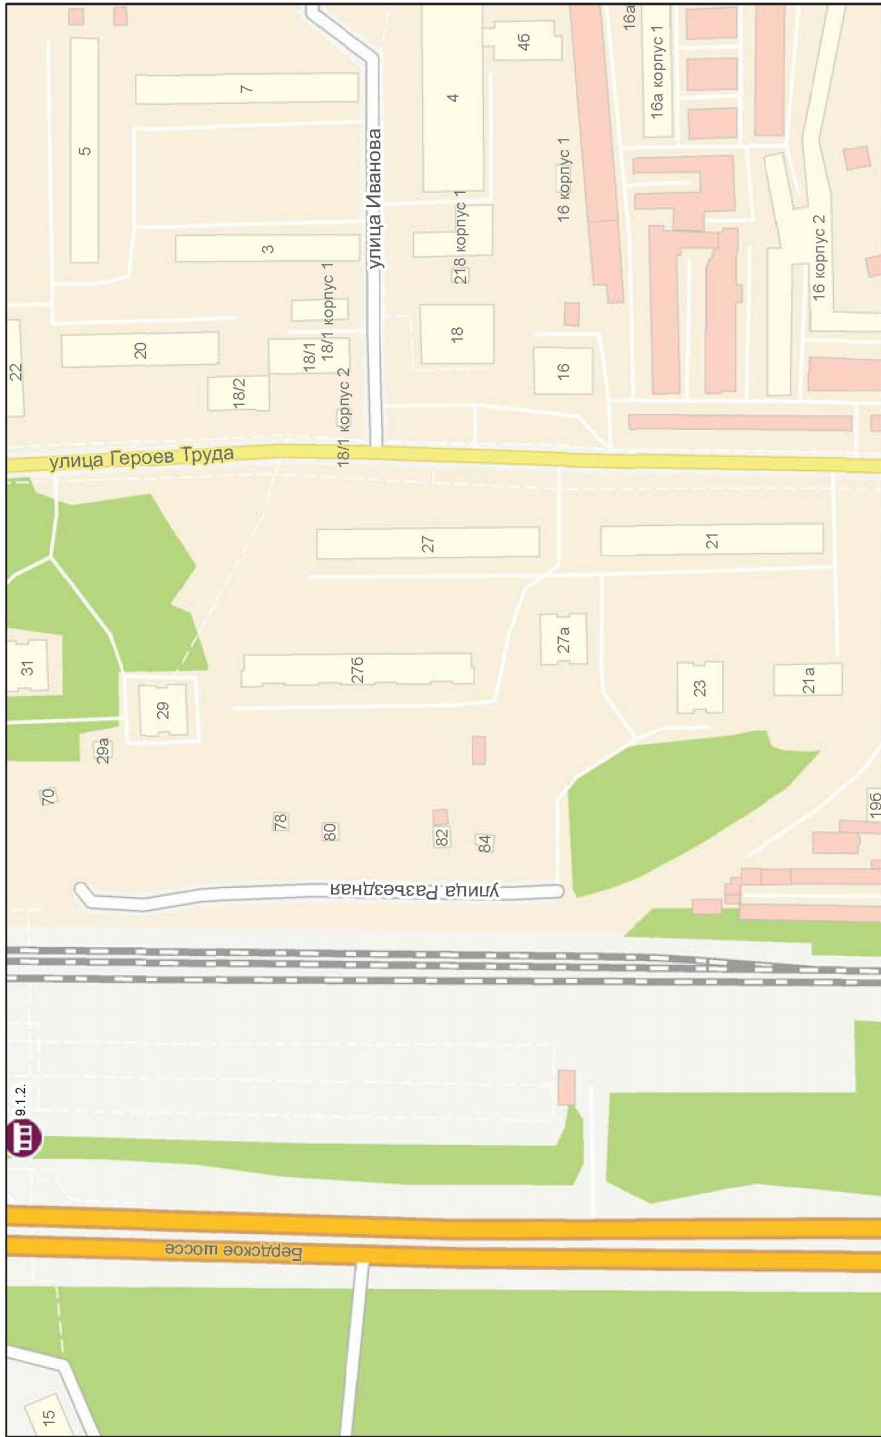 5
7
4
4б
16а
16а корпус 1
16 корпус 1
улица Иванова
3
218 корпус 1
16 корпус 2
22
20
18/1 корпус 1
18/1
18/2
18/1 корпус 2
18
16
улица Героев Труда
27
21
31
29
27б
27а
23
21а
29а
70
78
80
82
84
19б
улица Разъездная
9.1.2.
Бердское шоссе
15